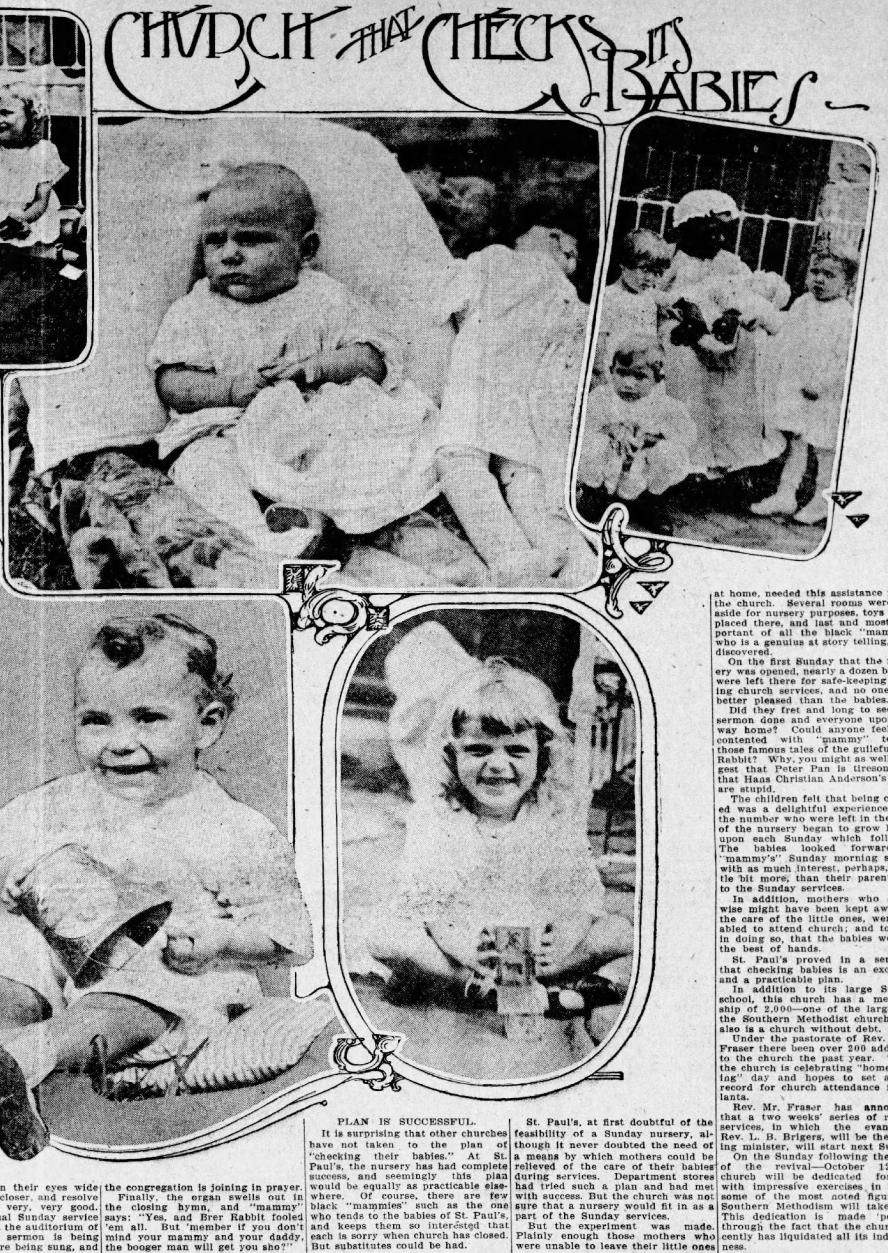 CHURCH THAT CHECKS ITS BABIES
n their eyes wide
closer, and resolve
very, very good.
al Sunday service
the auditorium of
sermon is being
re being sung, and
the congregation is joining in prayer.
Finally, the organ swells out in
the closing hymn, and "mammy"
says: "Yes, and Brer Rabbit fooled
'em all. But 'member if you don't
mind your mammy and your daddy,
the booger man will get you sho?"
PLAN IS SUCCESSFUL.
It is surprising that other churches
have not taken to the plan of
"checking their babies." At St.
Paul's, the nursery has had complete
success, and seemingly this plan
would be equally as practicable else-
where. Of course, there are few
black "mammies" such as the one
who tends to the babies of St. Paul's,
and keeps them so interested that
each is sorry when church has closed.
But substitutes could be had.
St. Paul's, at first doubtful of the
feasibility of a Sunday nursery, al-
though it never doubted the need of
a means by which mothers could be
relieved of the care of their babies
during services. Department stores
had tried such a plan and had met
with success. But the church was not
sure that a nursery would fit in as a
part of the Sunday services.
But the experiment was made.
Plainly enough those mothers who
were unable to leave their little ones
at home, needed this assistance
the church. Several rooms were
aside for nursery purposes, toys
placed there, and last and most
portant of all the black "mam
who is a genuius at story telling,
discovered.
On the first Sunday that the
ery was opened, nearly a dozen b
were left there for safe-keeping
ing church services, and no one
better pleased than the babies.
Did they fret and long to se
sermon done and everyone upo
way home? Could anyone feel
contented with "mammy" to
those famous tales of the guileful
Rabbit? Why, you might as well
gest that Peter Pan is tireson
that Hans Christian Anderson's
are stupid.
The children felt that being c
ed was a delightful experience
the number who were left in the
of the nursery began to grow l
upon each Sunday which foll
The babies looked forward
"mammy's" Sunday morning s
with as much interest, perhaps,
tle bit more, than their paren
to the Sunday services.
In addition, mothers who
wise might have been kept aw
the care of the little ones, wer
abled to attend church; and to
in doing so, that the babies we
the best of hands.
St. Paul's proved in a ser
that checking babies is an exc
and a practicable plan.
In addition to its large S
school, this church has a me
ship of 2,000—one of the larg
the Southern Methodist church
also is a church without debt.
Under the pastorate of Rev.
Fraser there been over 200 add
to the church the past year.
the church is celebrating "home
ing" day and hopes to set a
record for church attendance
lanta.
Rev. Mr. Fraser has anno
that a two weeks' series of r
services, in which the evan
Rev. L. B. Brigers, will be the
ing minister, will start next Su
On the Sunday following the
of the revival—October 12
church will be dedicated for
with impressive exercises, in
some of the most noted figur
Southern Methodism will take
This dedication is made 'p
through the fact that the chur
cently has liquidated all its in
ness.